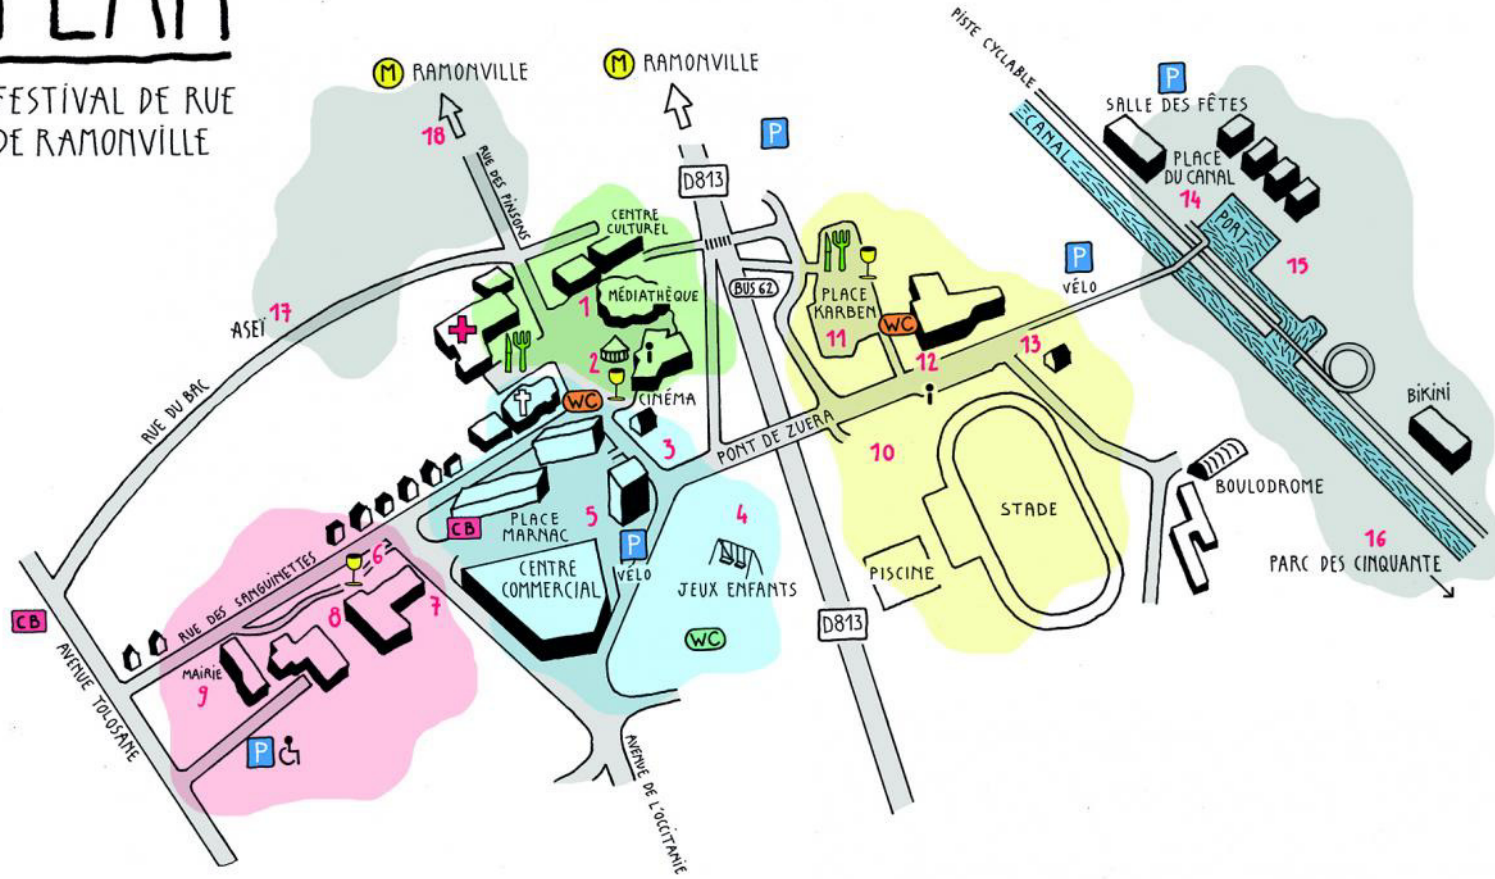 PLAN
FESTIVAL DE RUE
DE RAMONVILLE
M RAMONVILLE
M RAMONVILLE
PISTE CYCLABLE
P
SALLE DES FÊTES
P
18
RUE DES PINSONS
D813
CANAL
PLACE
DU CANAL
14
PORT
15
CENTRE
CULTUREL
1
MÉDIATHÈQUE
BUS 62
PLACE
KARBEN
11
WC
P
VÉLO
ASEÏ
17
RUE DU BAC
2
i
CINÉMA
WC
12
i
13
3
PONT DE ZUERA
10
BIKINI
BOULODROME
STADE
PISCINE
16
PARC DES CINQUANTE
CB
PLACE
MARNAC
5
4
P
VÉLO
CENTRE
COMMERCIAL
JEUX ENFANTS
WC
D813
6
RUE DES SANGUINETTES
7
8
MAIRIE
9
CB
AVENUE TOLOSANE
P
AVENUE DE L'OCCITANIE